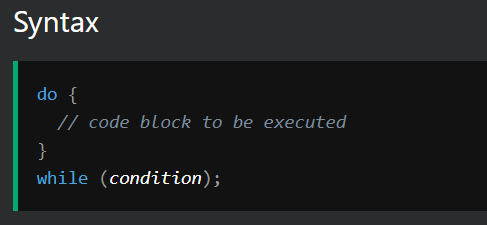 Syntax
do {
  // code block to be executed
}
while (condition);